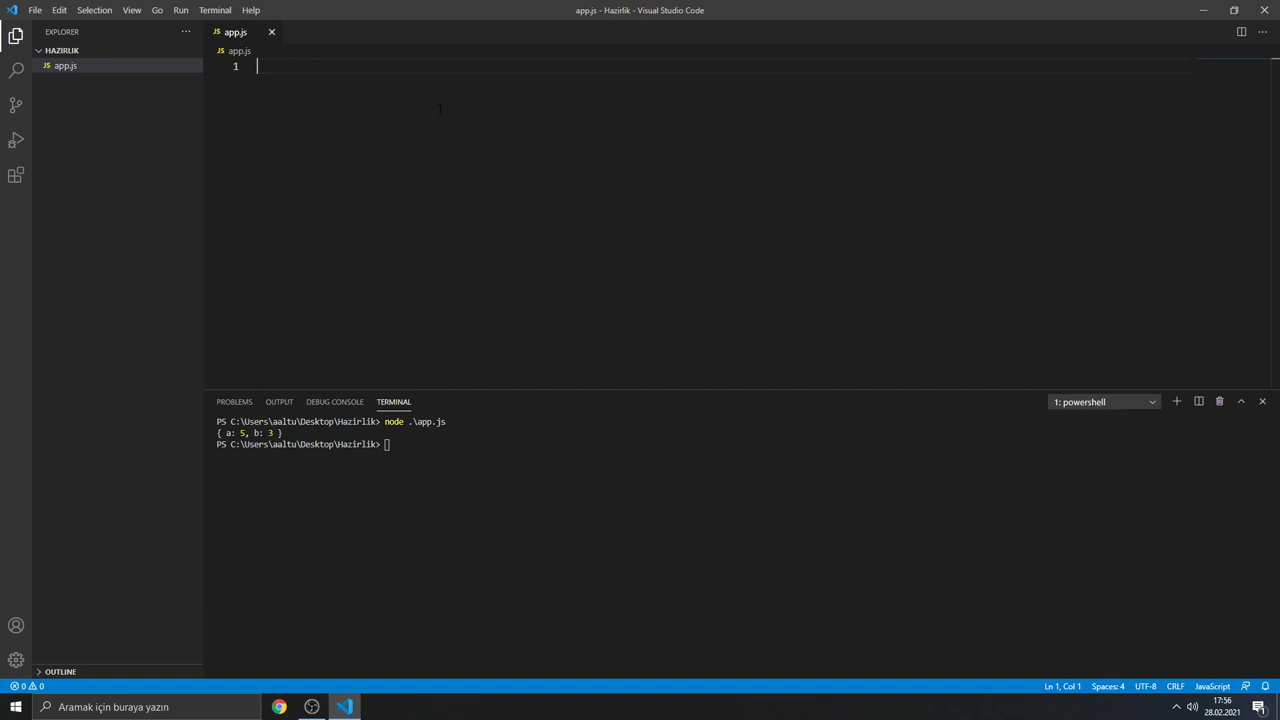 File Edit Selection View Go Run Terminal Help
app.js - Hazirlik - Visual Studio Code
EXPLORER
HAZIRLIK
JS app.js
JS app.js
JS app.js
1
PROBLEMS OUTPUT DEBUG CONSOLE TERMINAL
1: powershell
PS C:\Users\aaltu\Desktop\Hazirlik> node .\app.js
{ a: 5, b: 3 }
PS C:\Users\aaltu\Desktop\Hazirlik>
OUTLINE
0 0
Ln 1, Col 1 Spaces: 4 UTF-8 CRLF JavaScript
Aramak için buraya yazın
17:56
28.02.2021
1